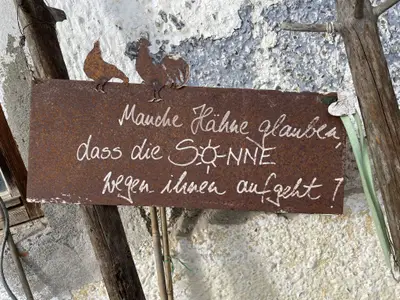 Manche Hähne glauben,
dass die SONNE
wegen ihnen aufgeht!